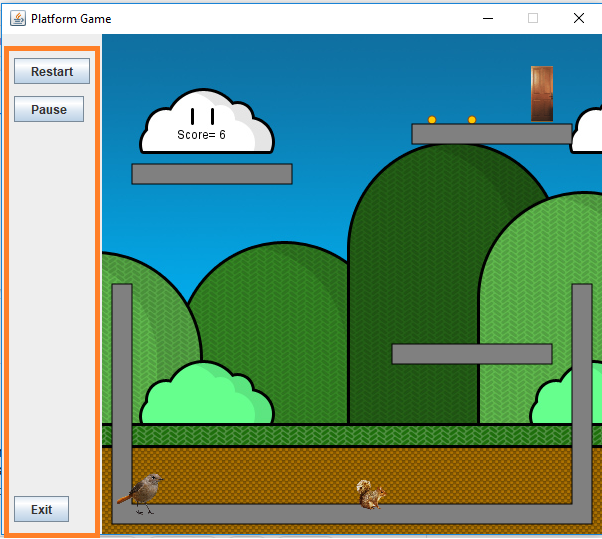 Platform Game
Restart
Pause
Score= 6
Exit